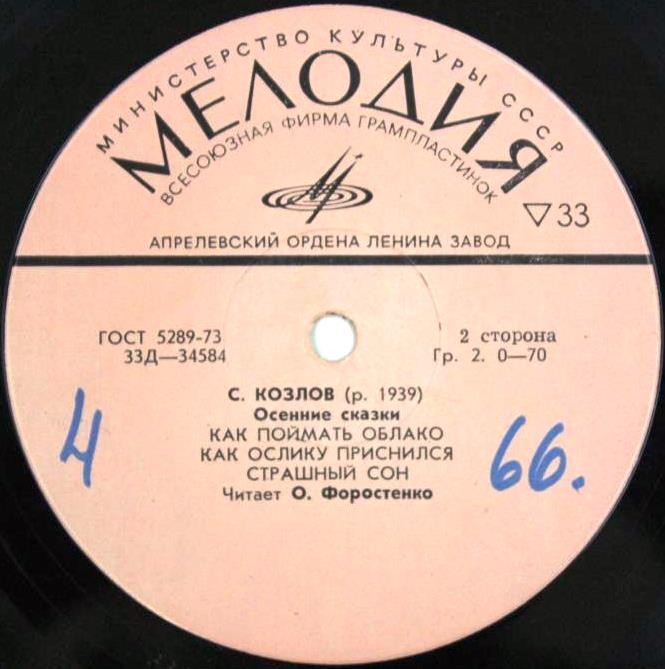 МИНИСТЕРСТВО КУЛЬТУРЫ СССР
МЕЛОДИЯ
ВСЕСОЮЗНАЯ ФИРМА ГРАМПЛАСТИНОК
▽33
АПРЕЛЕВСКИЙ ОРДЕНА ЛЕНИНА ЗАВОД
ГОСТ 5289-73
33Д—34584
2 сторона
Гр. 2. 0—70
С. КОЗЛОВ (р. 1939)
Осенние сказки
КАК ПОЙМАТЬ ОБЛАКО
КАК ОСЛИКУ ПРИСНИЛСЯ
СТРАШНЫЙ СОН
Читает О. Форостенко
4
66.